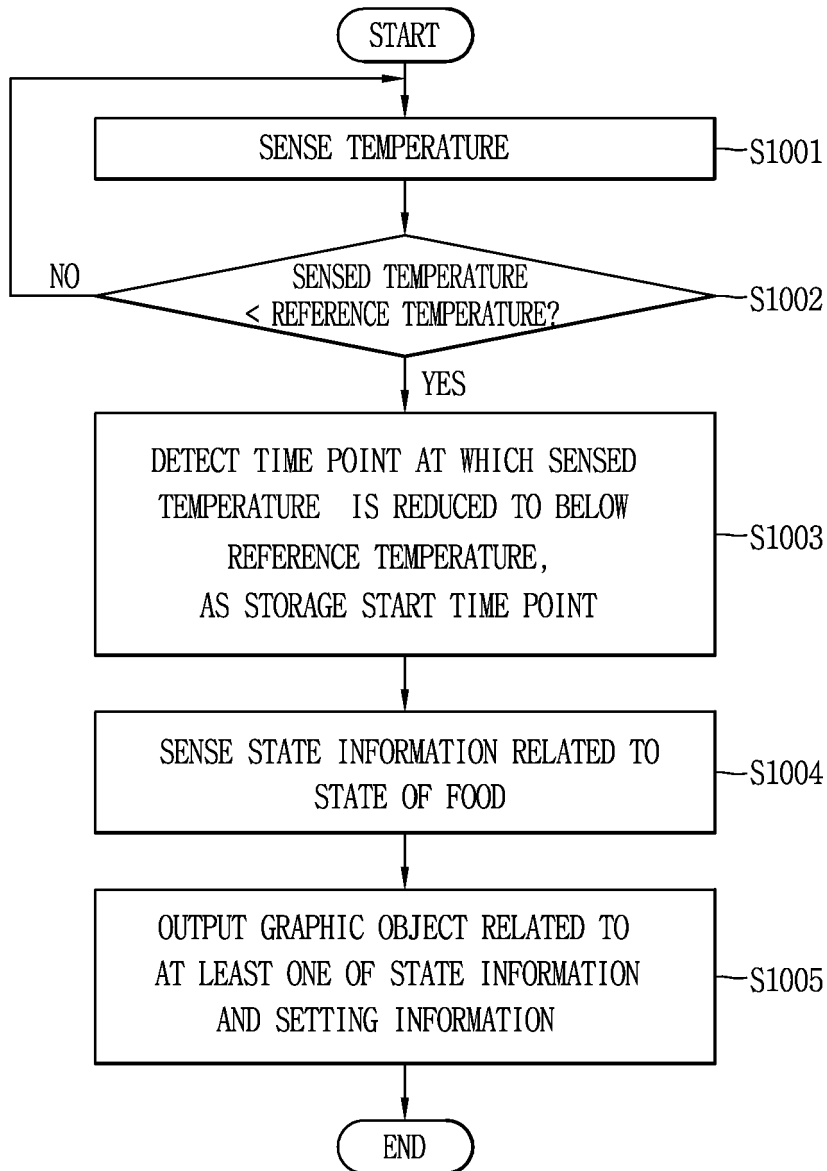 START
SENSE TEMPERATURE
S1001
NO
SENSED TEMPERATURE
< REFERENCE TEMPERATURE?
S1002
YES
DETECT TIME POINT AT WHICH SENSED
TEMPERATURE IS REDUCED TO BELOW
REFERENCE TEMPERATURE,
AS STORAGE START TIME POINT
S1003
SENSE STATE INFORMATION RELATED TO
STATE OF FOOD
S1004
OUTPUT GRAPHIC OBJECT RELATED TO
AT LEAST ONE OF STATE INFORMATION
AND SETTING INFORMATION
S1005
END